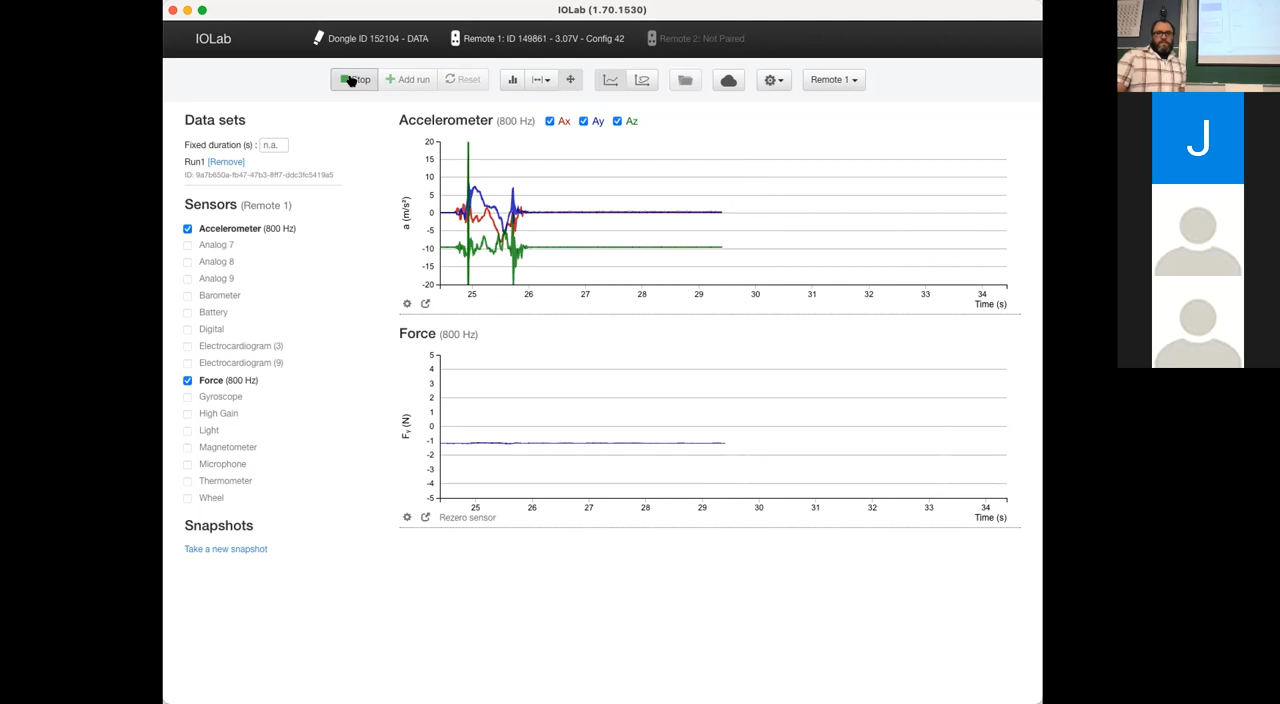 IOLab (1.70.1530)
IOLab
Dongle ID 152104 - DATA
Remote 1: ID 149861 - 3.07V - Config 42
Remote 2: Not Paired
Stop
Add run
Reset
Remote 1
Data sets
Fixed duration (s) : n.a.
Run1 [Remove]
ID: 9a7b650a-fb47-47b3-8ff7-ddc3fc5419a5
Sensors (Remote 1)
Accelerometer (800 Hz)
Analog 7
Analog 8
Analog 9
Barometer
Battery
Digital
Electrocardiogram (3)
Electrocardiogram (9)
Force (800 Hz)
Gyroscope
High Gain
Light
Magnetometer
Microphone
Thermometer
Wheel
Snapshots
Take a new snapshot
Accelerometer (800 Hz) Ax Ay Az
20
15
10
5
0
-5
-10
-15
-20
a (m/s²)
25 26 27 28 29 30 31 32 33 34
Time (s)
Force (800 Hz)
5
4
3
2
1
0
-1
-2
-3
-4
-5
Fy (N)
25 26 27 28 29 30 31 32 33 34
Rezero sensor
Time (s)
J